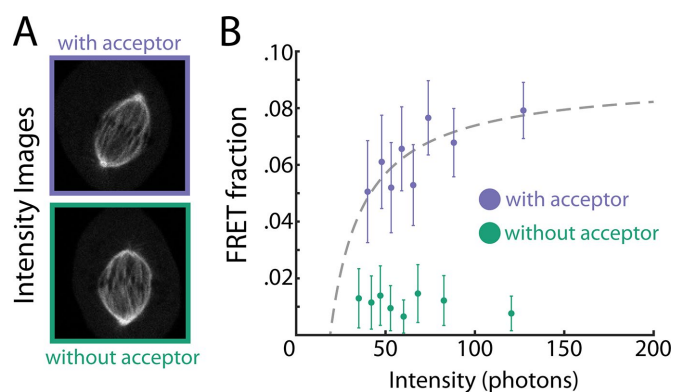 A
with acceptor
Intensity Images
without acceptor
B
.10
.08
.06
.04
.02
FRET fraction
with acceptor
without acceptor
0
50
100
150
200
Intensity (photons)